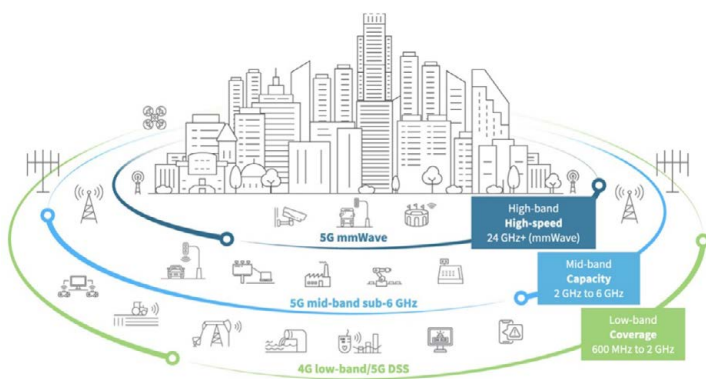 High-band
High-speed
24 GHz+ (mmWave)
5G mmWave
Mid-band
Capacity
2 GHz to 6 GHz
5G mid-band sub-6 GHz
Low-band
Coverage
600 MHz to 2 GHz
4G low-band/5G DSS